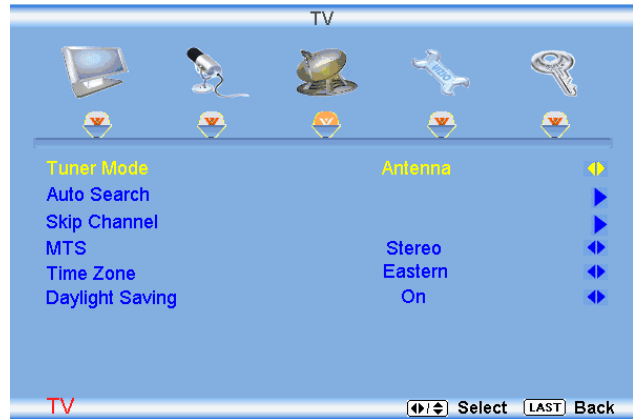 TV
Tuner Mode Antenna
Auto Search
Skip Channel
MTS Stereo
Time Zone Eastern
Daylight Saving On
TV Select LAST Back